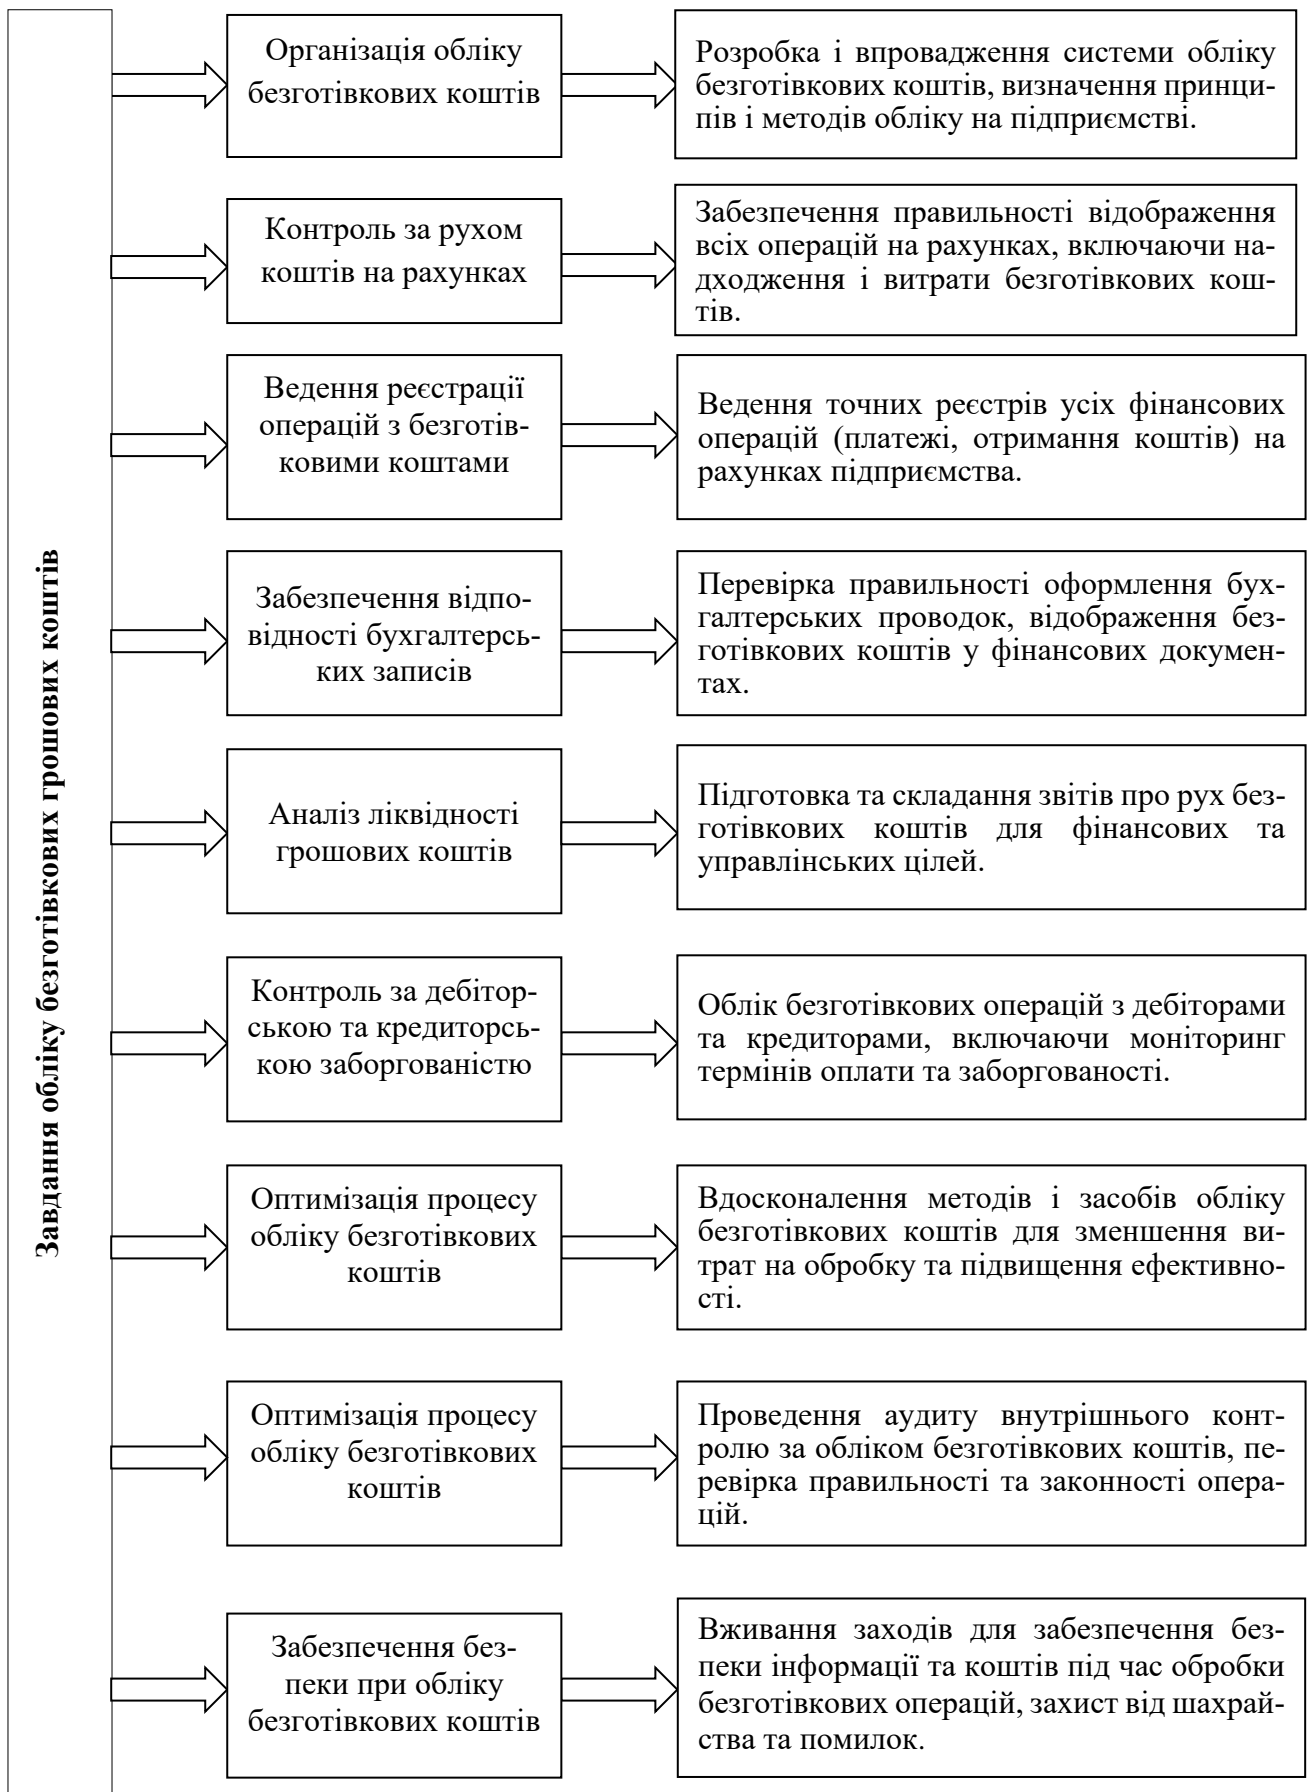 Завдання обліку безготівкових грошових коштів
Організація обліку
безготівкових коштів
Розробка і впровадження системи обліку
безготівкових коштів, визначення принци-
пів і методів обліку на підприємстві.
Контроль за рухом
коштів на рахунках
Забезпечення правильності відображення
всіх операцій на рахунках, включаючи на-
дходження і витрати безготівкових кош-
тів.
Ведення реєстрації
операцій з безготів-
ковими коштами
Ведення точних реєстрів усіх фінансових
операцій (платежі, отримання коштів) на
рахунках підприємства.
Забезпечення відпо-
відності бухгалтерсь-
ких записів
Перевірка правильності оформлення бух-
галтерських проводок, відображення без-
готівкових коштів у фінансових докумен-
тах.
Аналіз ліквідності
грошових коштів
Підготовка та складання звітів про рух без-
готівкових коштів для фінансових та
управлінських цілей.
Контроль за дебітор-
ською та кредиторсь-
кою заборгованістю
Облік безготівкових операцій з дебіторами
та кредиторами, включаючи моніторинг
термінів оплати та заборгованості.
Оптимізація процесу
обліку безготівкових
коштів
Вдосконалення методів і засобів обліку
безготівкових коштів для зменшення ви-
трат на обробку та підвищення ефективно-
сті.
Оптимізація процесу
обліку безготівкових
коштів
Проведення аудиту внутрішнього конт-
ролю за обліком безготівкових коштів, пе-
ревірка правильності та законності опера-
цій.
Забезпечення без-
пеки при обліку
безготівкових коштів
Вживання заходів для забезпечення без-
пеки інформації та коштів під час обробки
безготівкових операцій, захист від шахрай-
ства та помилок.